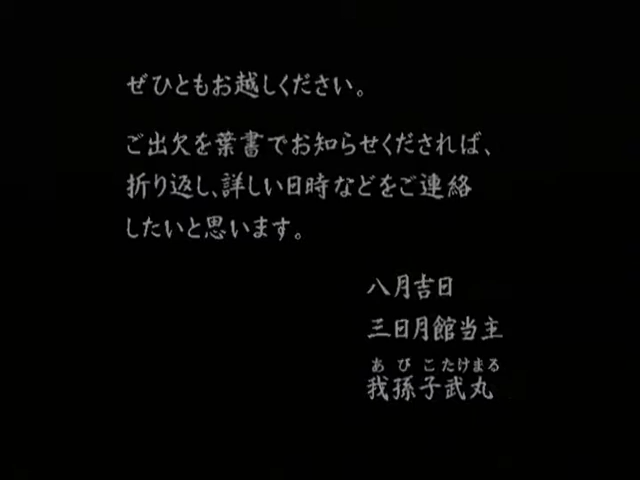 ぜひともお越しください。
ご出欠を葉書でお知らせくだされば、
折り返し、詳しい日時などをご連絡
したいと思います。
八月吉日
三日月館当主
あびこたけまる
我孫子武丸